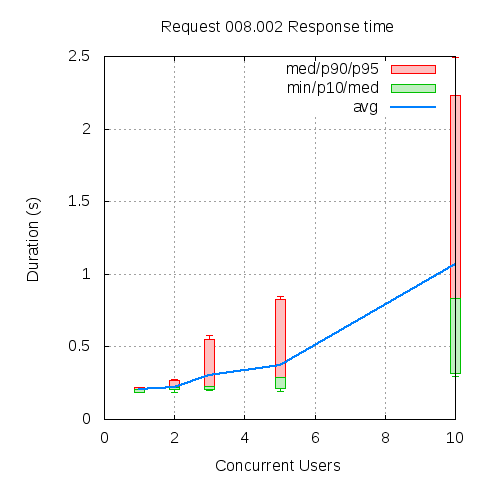 Request 008.002 Response time
med/p90/p95
min/p10/med
avg
Duration (s)
2.5
2
1.5
1
0.5
0
0 2 4 6 8 10
Concurrent Users